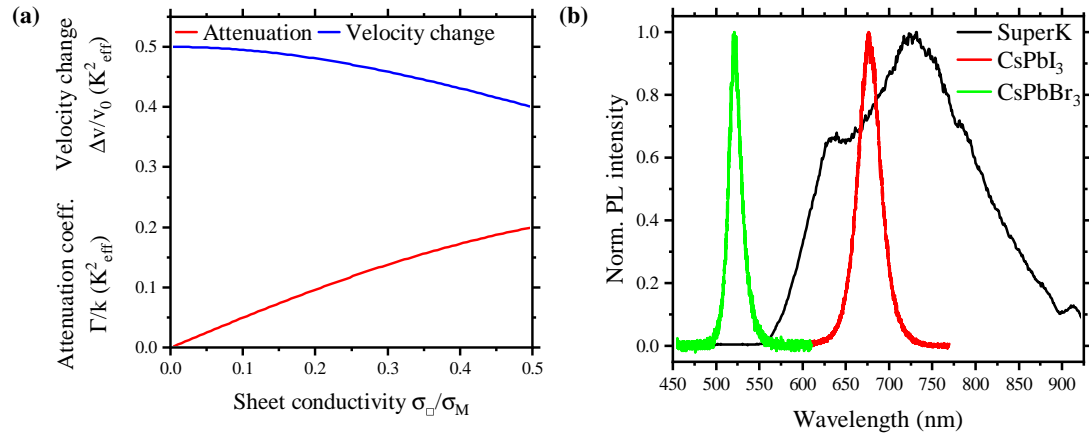 (a)
Attenuation
Velocity change
Velocity change
Δv/v₀ (K²eff)
Attenuation coeff.
Γ/k (K²eff)
0.5
0.4
0.3
0.2
0.1
0.0
0.0 0.1 0.2 0.3 0.4 0.5
Sheet conductivity σ□/σM
(b)
SuperK
CsPbI₃
CsPbBr₃
Norm. PL intensity
1.0
0.8
0.6
0.4
0.2
0.0
450 500 550 600 650 700 750 800 850 900
Wavelength (nm)